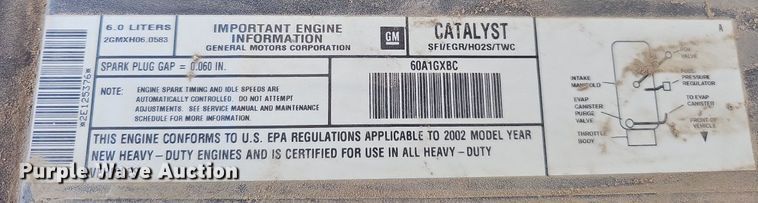 6.0 LITERS
2GMXH06.0583
IMPORTANT ENGINE
INFORMATION
GENERAL MOTORS CORPORATION
GM
CATALYST
SFI/EGR/HO2S/TWC
SPARK PLUG GAP = 0.060 IN.
60A1GXBC
NOTE: ENGINE SPARK TIMING AND IDLE SPEEDS ARE
AUTOMATICALLY CONTROLLED. DO NOT ATTEMPT
ADJUSTMENTS. SEE SERVICE MANUAL AND MAINTENANCE
SCHEDULE FOR MORE INFORMATION.
THIS ENGINE CONFORMS TO U.S. EPA REGULATIONS APPLICABLE TO 2002 MODEL YEAR
NEW HEAVY-DUTY ENGINES AND IS CERTIFIED FOR USE IN ALL HEAVY-DUTY
*2E125376*
A
VALVE
PRESSURE
REGULATOR
INTAKE
MANIFOLD
EVAP
CANISTER
PURGE
VALVE
TO EVAP
CANISTER
THROTTLE
BODY
FRONT OF
VEHICLE
Purple Wave Auction